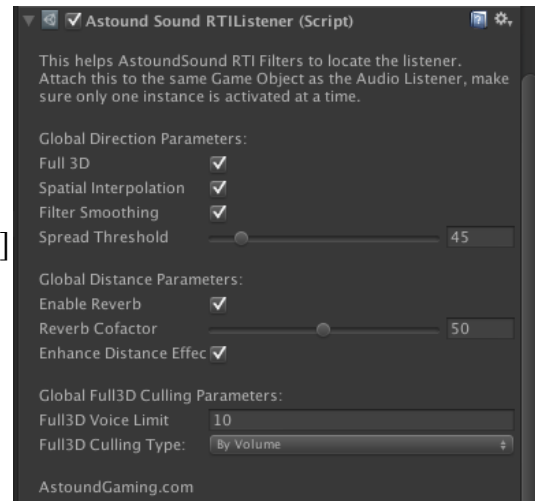 Astound Sound RTIListener (Script)
This helps AstoundSound RTI Filters to locate the listener.
Attach this to the same Game Object as the Audio Listener, make
sure only one instance is activated at a time.
Global Direction Parameters:
Full 3D
Spatial Interpolation
Filter Smoothing
]
Spread Threshold 45
Global Distance Parameters:
Enable Reverb
Reverb Cofactor 50
Enhance Distance Effec
Global Full3D Culling Parameters:
Full3D Voice Limit 10
Full3D Culling Type: By Volume
AstoundGaming.com